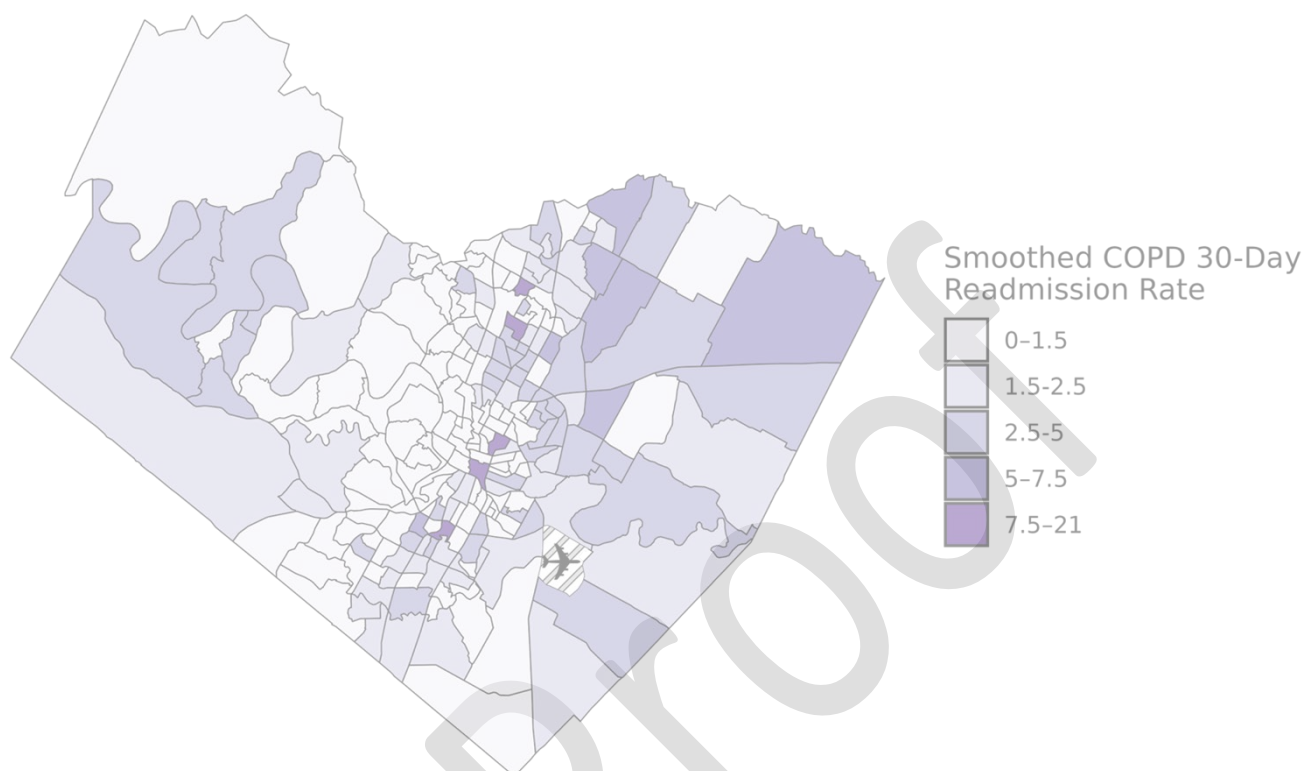 Smoothed COPD 30-Day
Readmission Rate
0–1.5
1.5-2.5
2.5-5
5–7.5
7.5–21
Proof